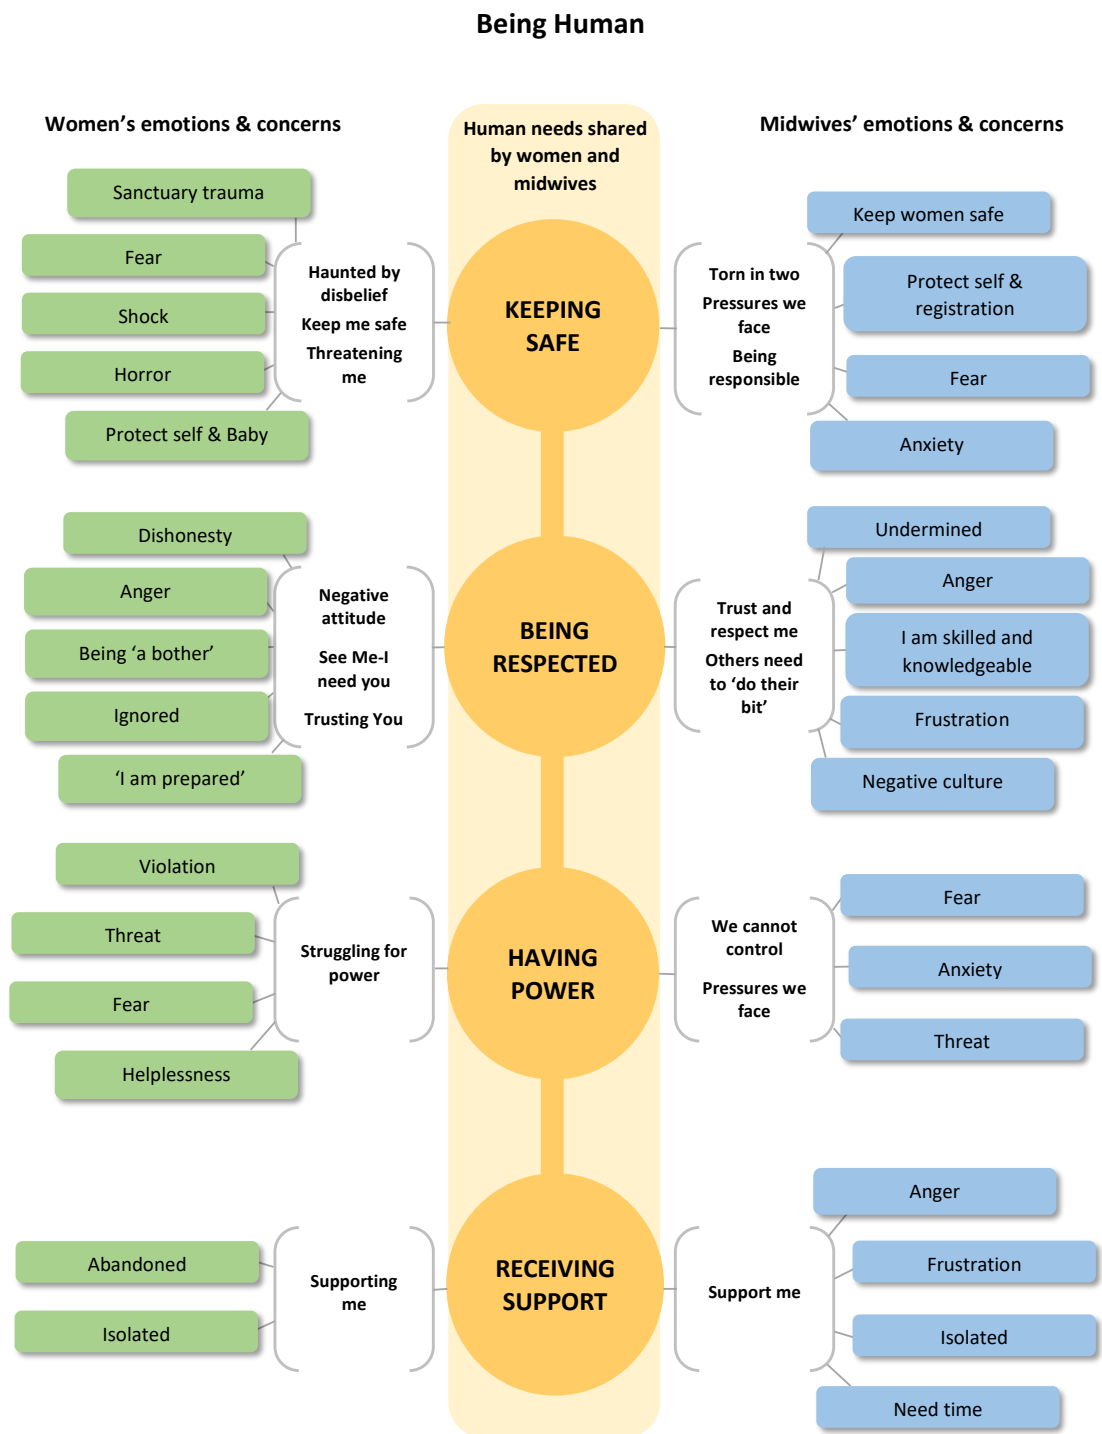 Being Human
Women’s emotions & concerns
Human needs shared
by women and
midwives
Midwives’ emotions & concerns
Sanctuary trauma
Fear
Shock
Horror
Protect self & Baby
Haunted by
disbelief
Keep me safe
Threatening
me
KEEPING
SAFE
Torn in two
Pressures we
face
Being
responsible
Keep women safe
Protect self &
registration
Fear
Anxiety
Dishonesty
Anger
Being ‘a bother’
Ignored
‘I am prepared’
Negative
attitude
See Me-I
need you
Trusting You
BEING
RESPECTED
Trust and
respect me
Others need
to ‘do their
bit’
Undermined
Anger
I am skilled and
knowledgeable
Frustration
Negative culture
Violation
Threat
Fear
Helplessness
Struggling for
power
HAVING
POWER
We cannot
control
Pressures we
face
Fear
Anxiety
Threat
Abandoned
Isolated
Supporting
me
RECEIVING
SUPPORT
Support me
Anger
Frustration
Isolated
Need time